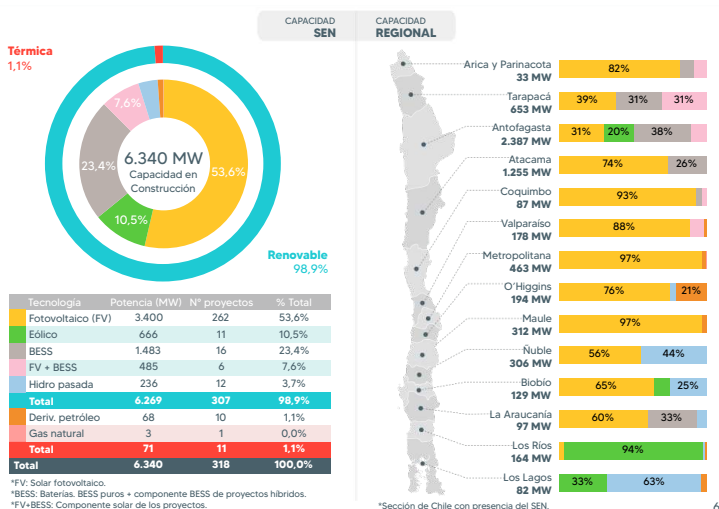 CAPACIDAD
SEN
CAPACIDAD
REGIONAL
Térmica
1,1%
7,6%
23,4%
53,6%
10,5%
6.340 MW
Capacidad en
Construcción
Renovable
98,9%
Tecnología Potencia (MW) N° proyectos % Total
Fotovoltaico (FV) 3.400 262 53,6%
Eólico 666 11 10,5%
BESS 1.483 16 23,4%
FV + BESS 485 6 7,6%
Hidro pasada 236 12 3,7%
Total 6.269 307 98,9%
Deriv. petróleo 68 10 1,1%
Gas natural 3 1 0,0%
Total 71 11 1,1%
Total 6.340 318 100,0%
*FV: Solar fotovoltaico.
*BESS: Baterías. BESS puros + componente BESS de proyectos híbridos.
*FV+BESS: Componente solar de los proyectos.
Arica y Parinacota
33 MW
82%
Tarapacá
653 MW
39% 31% 31%
Antofagasta
2.387 MW
31% 20% 38%
Atacama
1.255 MW
74% 26%
Coquimbo
87 MW
93%
Valparaíso
178 MW
88%
Metropolitana
463 MW
97%
O'Higgins
194 MW
76% 21%
Maule
312 MW
97%
Ñuble
306 MW
56% 44%
Biobío
129 MW
65% 25%
La Araucanía
97 MW
60% 33%
Los Ríos
164 MW
94%
Los Lagos
82 MW
33% 63%
*Sección de Chile con presencia del SEN.
6